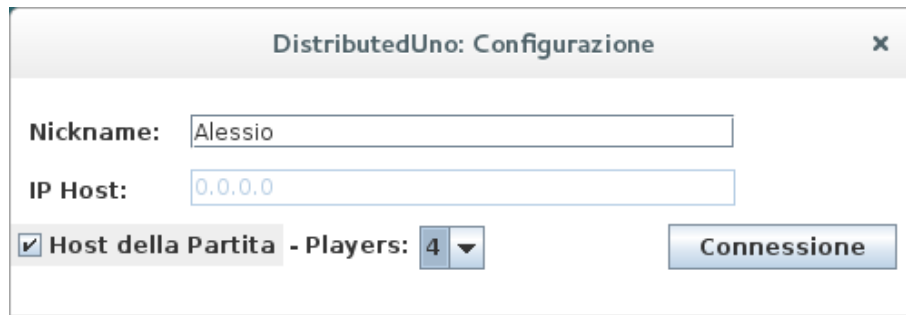 DistributedUno: Configurazione
Nickname: Alessio
IP Host: 0.0.0.0
Host della Partita - Players: 4 Connessione